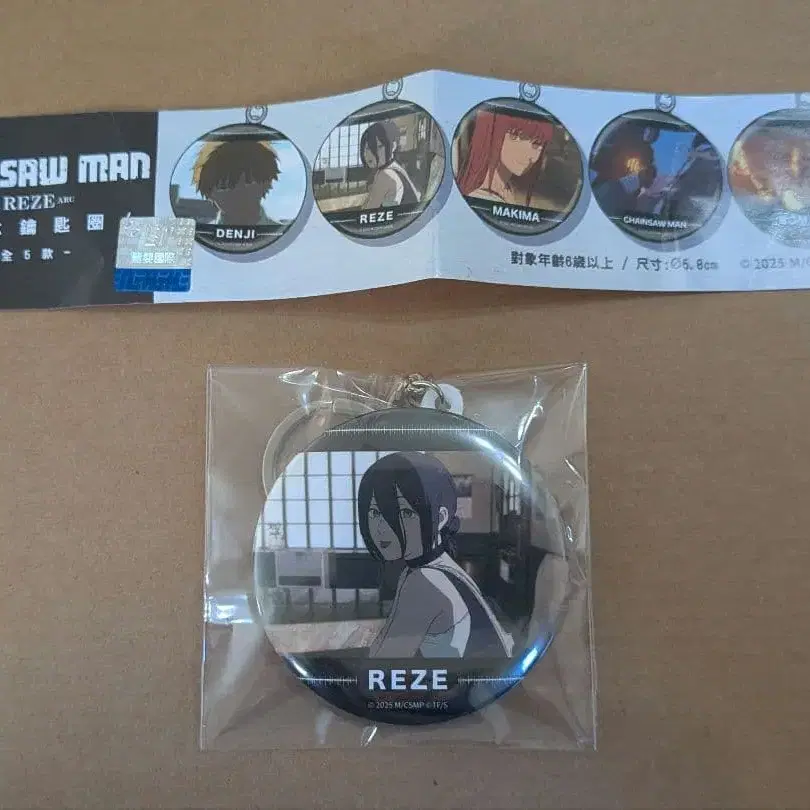 SAW MAN
REZE ARC
鑰匙圈
全5款-
DENJI
REZE
MAKIMA
CHAINSAW MAN
對象年齡6歲以上 / 尺寸:Ø5.8cm
© 2025 M/C
REZE
© 2025 M/CSMP ©TF/S